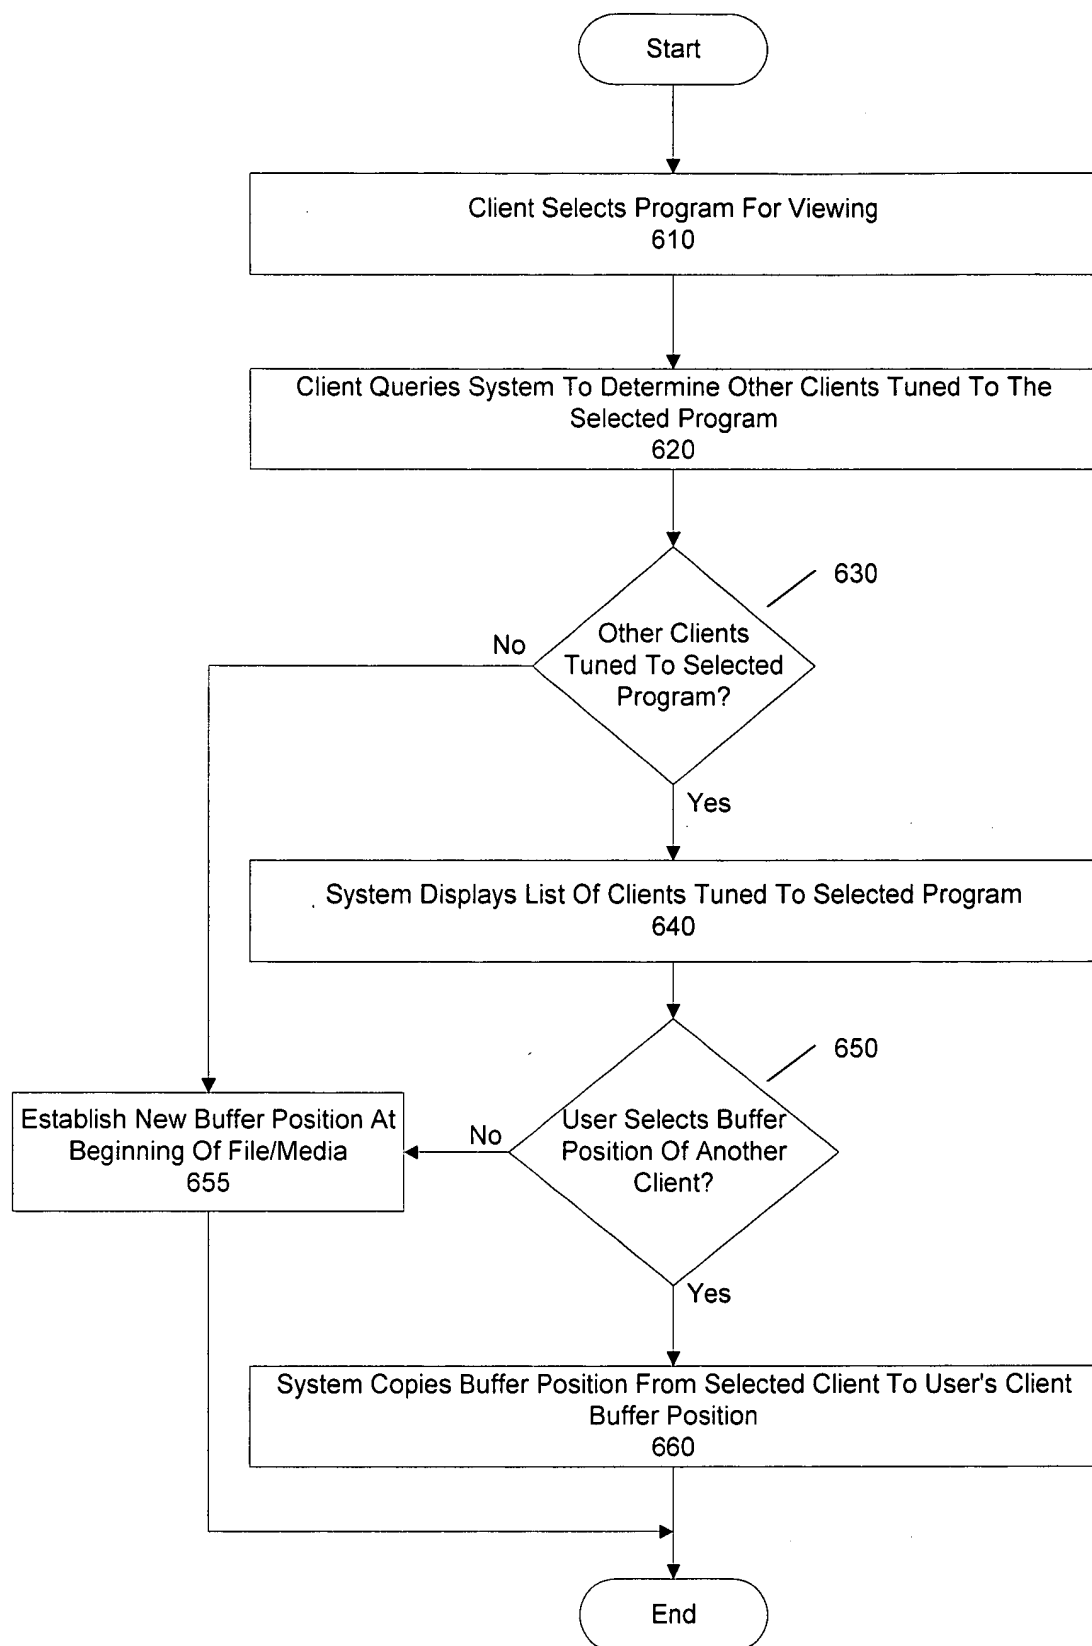 Start
Client Selects Program For Viewing
610
Client Queries System To Determine Other Clients Tuned To The
Selected Program
620
630
Other Clients
Tuned To Selected
Program?
No
Yes
System Displays List Of Clients Tuned To Selected Program
640
650
User Selects Buffer
Position Of Another
Client?
No
Establish New Buffer Position At
Beginning Of File/Media
655
Yes
System Copies Buffer Position From Selected Client To User's Client
Buffer Position
660
End